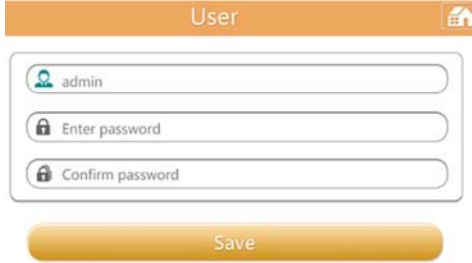 User
admin
Enter password
Confirm password
Save